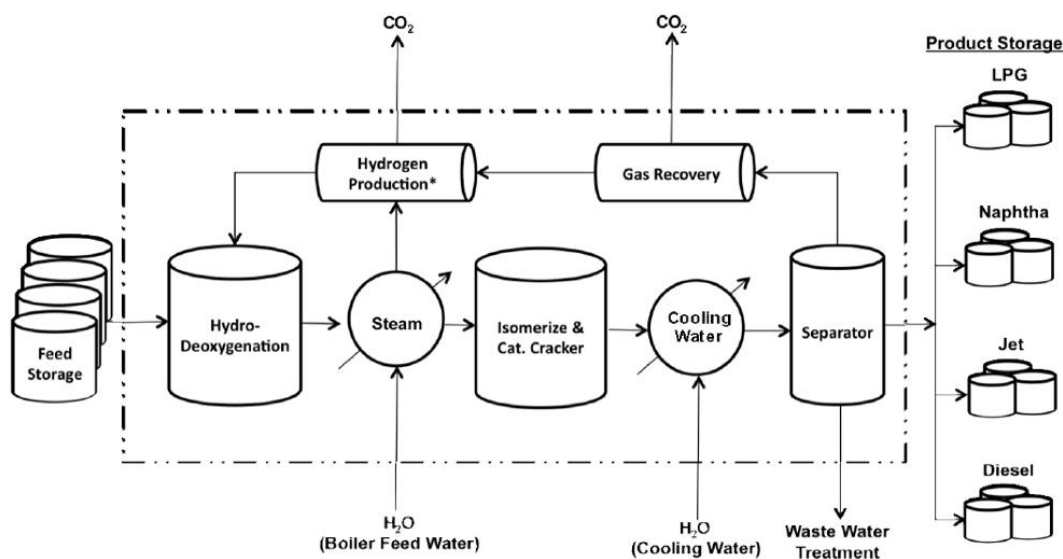 CO₂
CO₂
Product Storage
LPG
Hydrogen
Production*
Gas Recovery
Naphtha
Feed
Storage
Hydro-
Deoxygenation
Steam
Isomerize &
Cat. Cracker
Cooling
Water
Separator
Jet
Diesel
H₂O
(Boiler Feed Water)
H₂O
(Cooling Water)
Waste Water
Treatment